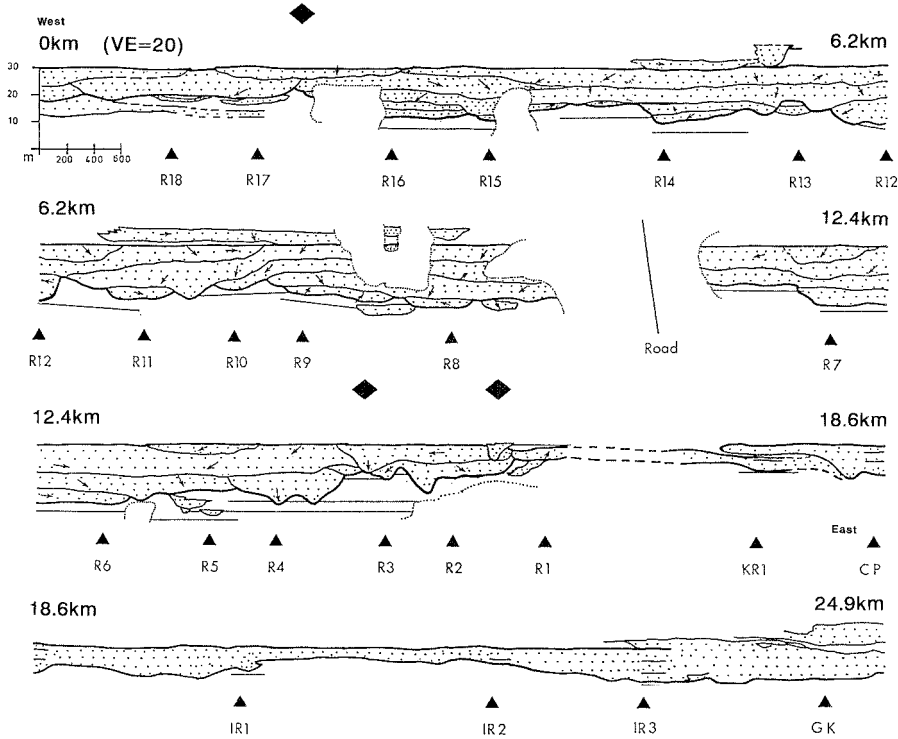 West
0km (VE=20) 6.2km
30
20
10
m 200 400 600
R18 R17 R16 R15 R14 R13 R12
6.2km 12.4km
Road
R12 R11 R10 R9 R8 R7
12.4km 18.6km
East
R6 R5 R4 R3 R2 R1 KR1 CP
18.6km 24.9km
IR1 IR2 IR3 GK